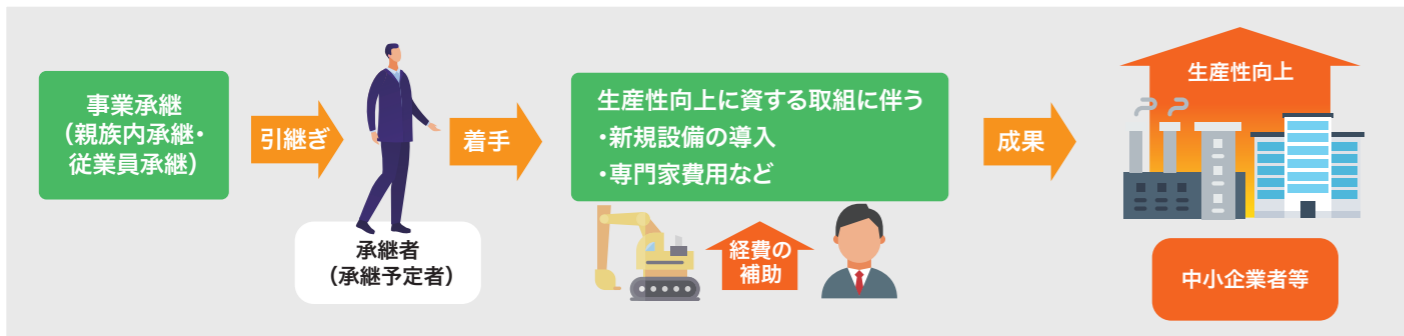 事業承継
（親族内承継・
従業員承継）
引継ぎ
承継者
（承継予定者）
着手
生産性向上に資する取組に伴う
・新規設備の導入
・専門家費用など
経費の
補助
成果
生産性向上
中小企業者等